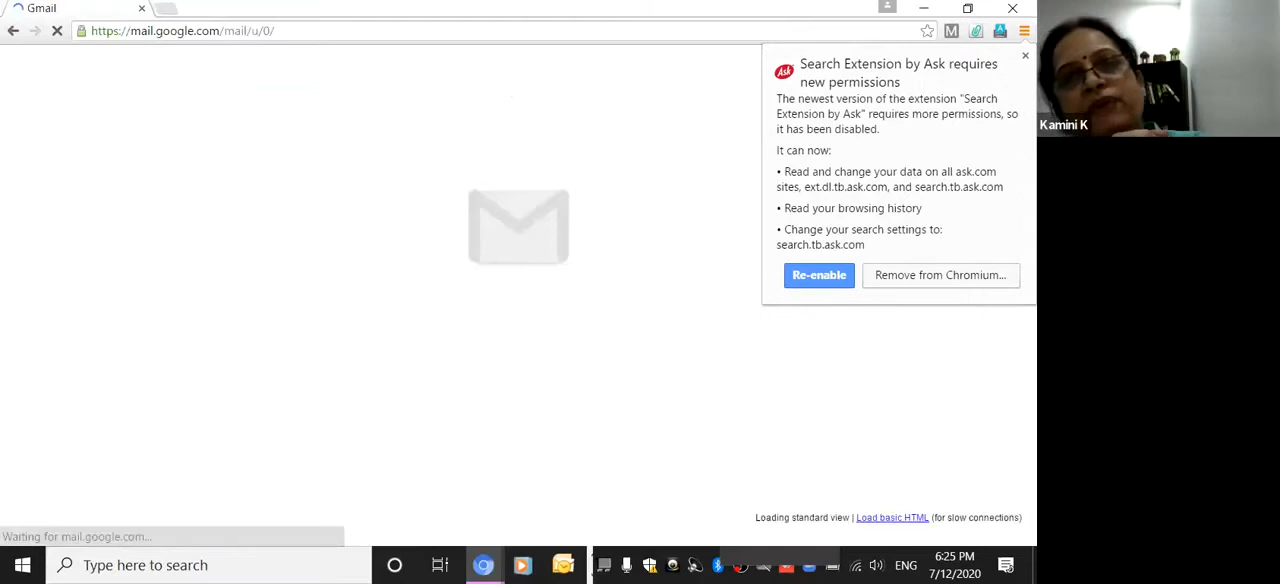 Gmail
https://mail.google.com/mail/u/0/
M
Ask
Search Extension by Ask requires
new permissions
The newest version of the extension "Search
Extension by Ask" requires more permissions, so
it has been disabled.
It can now:
• Read and change your data on all ask.com
sites, ext.dl.tb.ask.com, and search.tb.ask.com
• Read your browsing history
• Change your search settings to:
search.tb.ask.com
Re-enable
Remove from Chromium...
Kamini K
Loading standard view | Load basic HTML (for slow connections)
Waiting for mail.google.com...
Type here to search
ENG
6:25 PM
7/12/2020